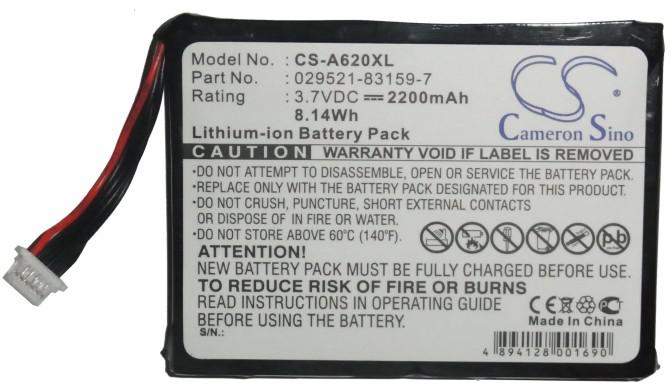 Model No. : CS-A620XL
Part No. : 029521-83159-7
Rating : 3.7VDC 2200mAh
8.14Wh
Lithium-ion Battery Pack
CS
Cameron Sino
CAUTION WARRANTY VOID IF LABEL IS REMOVED
•DO NOT ATTEMPT TO DISASSEMBLE, OPEN OR SERVICE THE BATTERY PACK.
•REPLACE ONLY WITH THE BATTERY PACK DESIGNATED FOR THIS PRODUCT.
•DO NOT CRUSH, PUNCTURE, SHORT EXTERNAL CONTACTS
OR DISPOSE OF IN FIRE OR WATER.
•DO NOT STORE ABOVE 60°C (140°F).
Pb
ATTENTION!
NEW BATTERY PACK MUST BE FULLY CHARGED BEFORE USE.
TO REDUCE RISK OF FIRE OR BURNS
READ INSTRUCTIONS IN OPERATING GUIDE CAREFULLY.
S/N.:
CE
Made In China
4 894128 001690